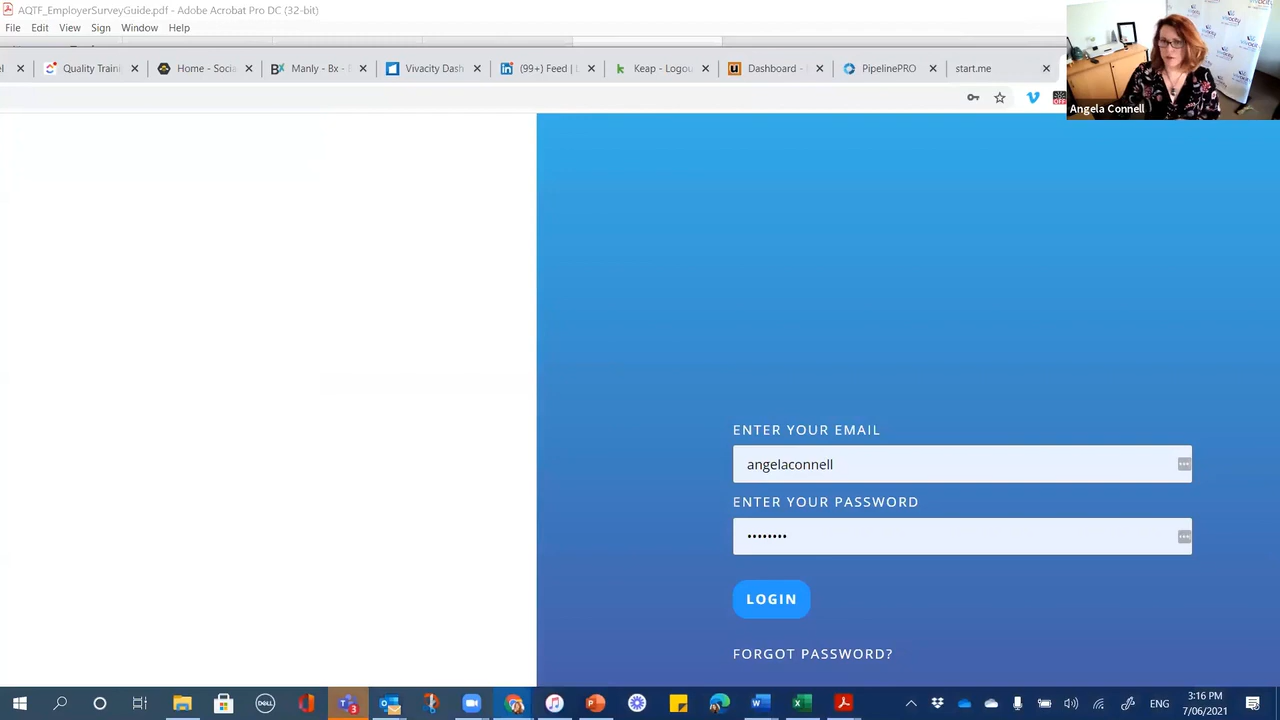 AQTF_EmployerSurveyGuide.pdf - Adobe Acrobat Pro DC (32-bit)
File Edit View Sign Window Help
Quality Traini Home - Socia Manly - Bx - Vivacity Dash (99+) Feed | L Keap - Logou Dashboard - PipelinePRO start.me
OFF
Angela Connell
ENTER YOUR EMAIL
angelaconnell
ENTER YOUR PASSWORD
••••••••
LOGIN
FORGOT PASSWORD?
ENG
3:16 PM
7/06/2021